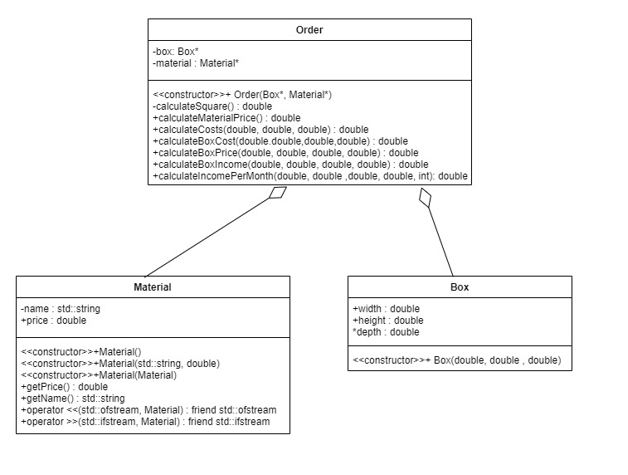 Order
-box: Box*
-material : Material*
<<constructor>>+ Order(Box*, Material*)
-calculateSquare() : double
+calculateMaterialPrice() : double
+calculateCosts(double, double, double) : double
+calculateBoxCost(double.double,double,double) : double
+calculateBoxPrice(double, double, double, double) : double
+calculateBoxIncome(double, double, double, double) : double
+calculateIncomePerMonth(double, double ,double, double, int): double
Material
-name : std::string
+price : double
<<constructor>>+Material()
<<constructor>>+Material(std::string, double)
<<constructor>>+Material(Material)
+getPrice() : double
+getName() : std::string
+operator <<(std::ofstream, Material) : friend std::ofstream
+operator >>(std::ifstream, Material) : friend std::ifstream
Box
+width : double
+height : double
*depth : double
<<constructor>>+ Box(double, double , double)